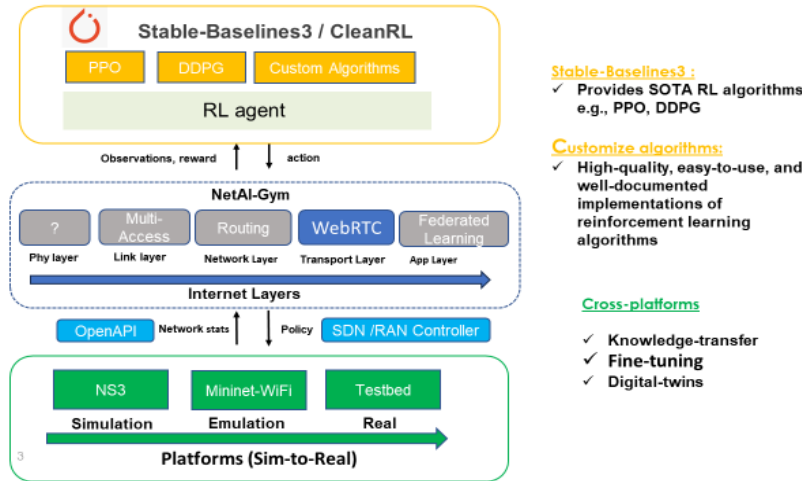 Stable-Baselines3 / CleanRL
PPO
DDPG
Custom Algorithms
RL agent
Observations, reward
action
NetAI-Gym
?
Multi-
Access
Routing
WebRTC
Federated
Learning
Phy layer
Link layer
Network Layer
Transport Layer
App Layer
Internet Layers
OpenAPI
Network stats
Policy
SDN /RAN Controller
NS3
Mininet-WiFi
Testbed
Simulation
Emulation
Real
Platforms (Sim-to-Real)
3
Stable-Baselines3 :
✓ Provides SOTA RL algorithms
e.g., PPO, DDPG
Customize algorithms:
✓ High-quality, easy-to-use, and
well-documented
implementations of
reinforcement learning
algorithms
Cross-platforms
✓ Knowledge-transfer
✓ Fine-tuning
✓ Digital-twins